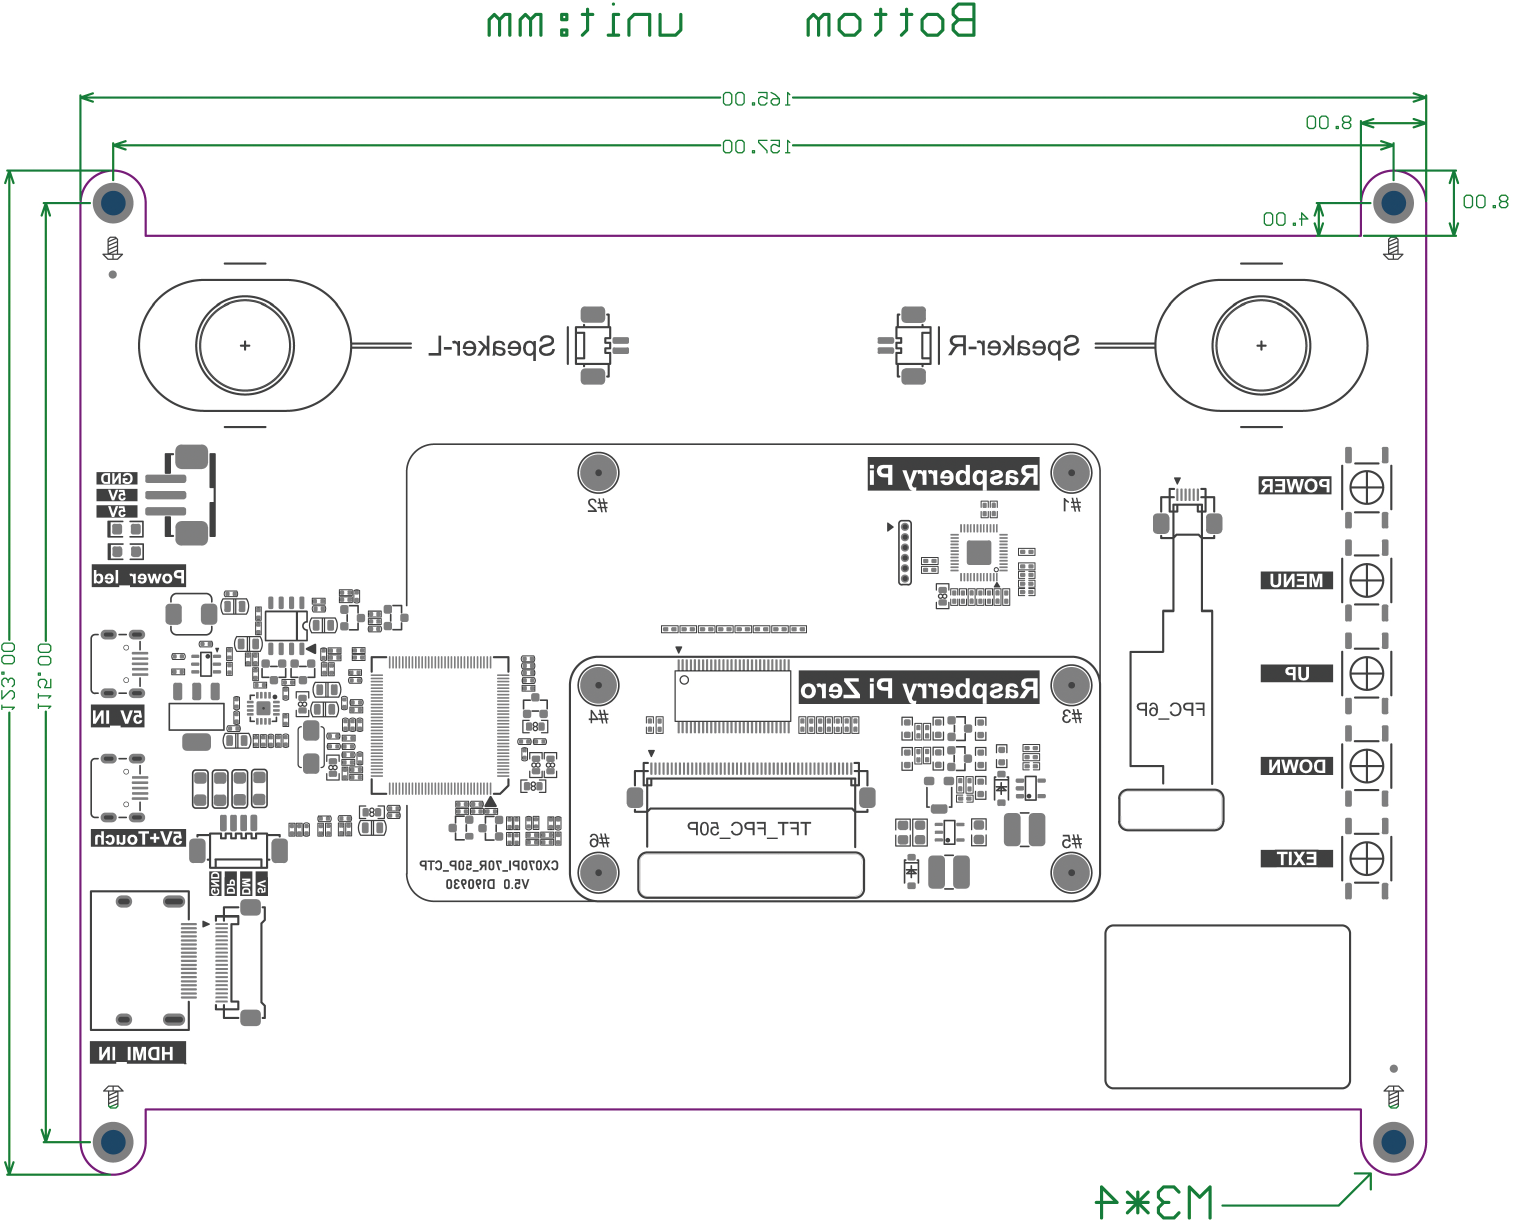 Bottom unit:mm
165.00
8.00
157.00
8.00
4.00
123.00
115.00
Speaker-L
Speaker-R
GND
5V
5V
Power_led
#2
Raspberry Pi
#1
POWER
MENU
5V IN
#4
Raspberry Pi Zero
#3
UP
FPC_6P
DOWN
5V+Touch
TFT_FPC_50P
#6
#5
EXIT
CX070PI_70R_50P_CTP
V5.0 D190930
GND
DP
DM
5V
HDMI_IN
M3*4